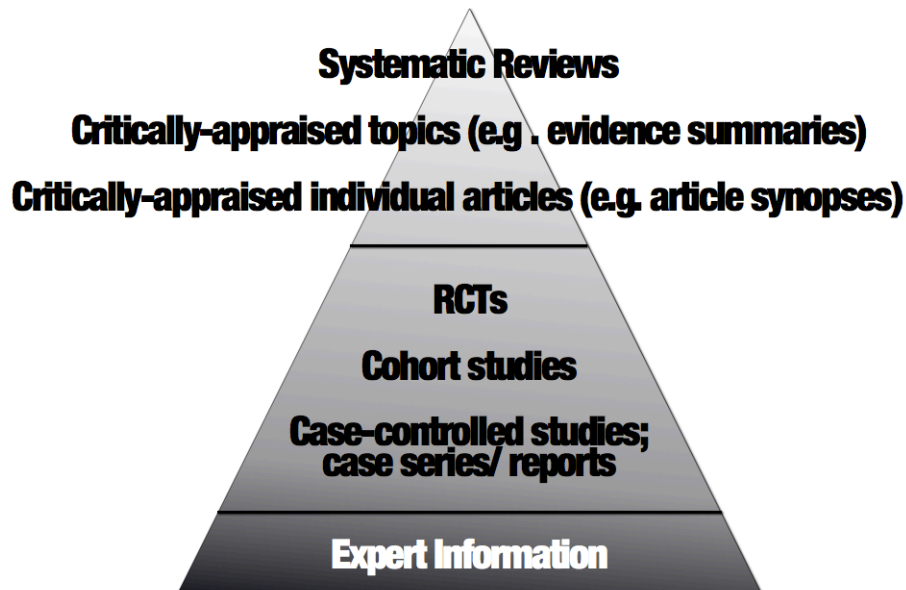 Systematic Reviews
Critically-appraised topics (e.g . evidence summaries)
Critically-appraised individual articles (e.g. article synopses)
RCTs
Cohort studies
Case-controlled studies;
case series/ reports
Expert Information